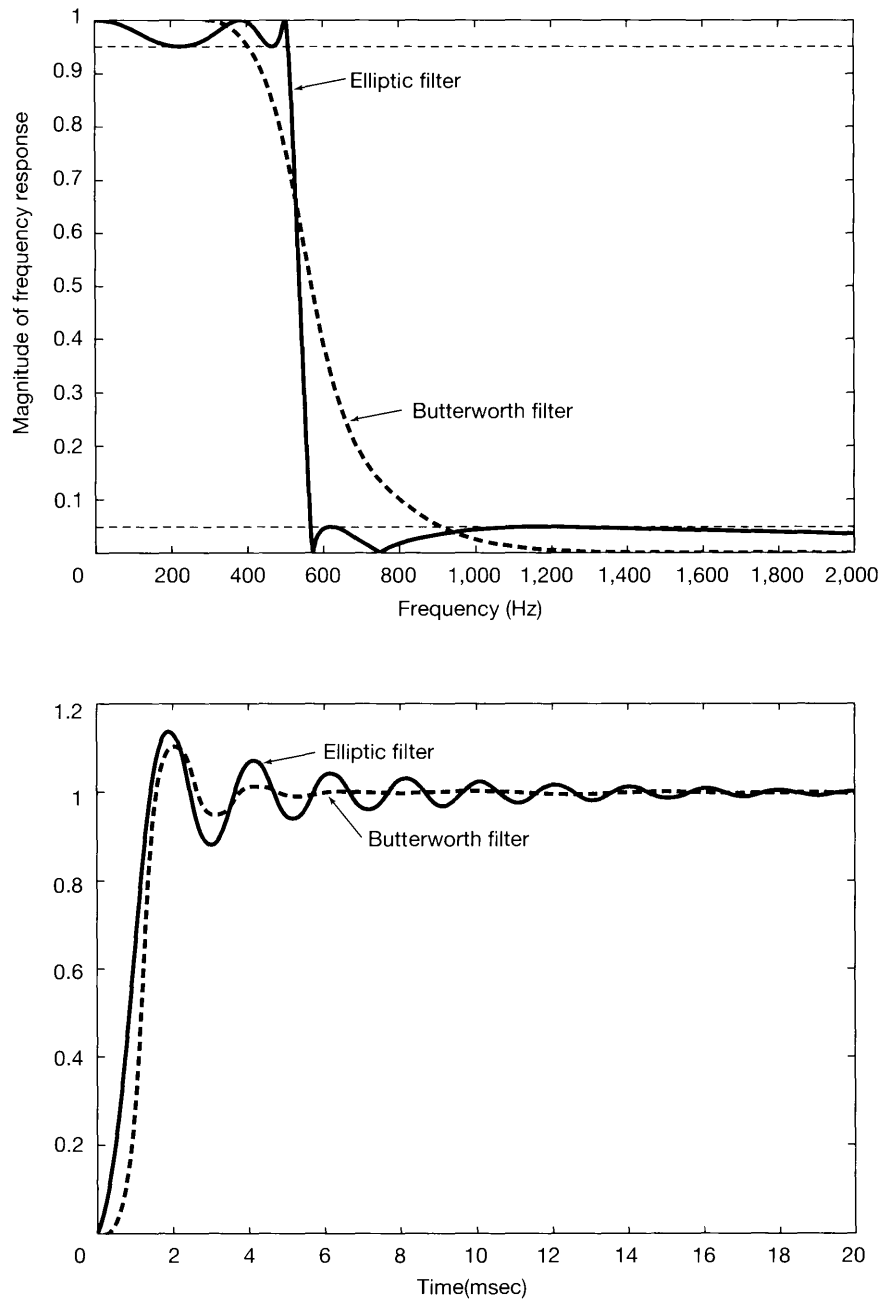 1
0.9
0.8
0.7
0.6
0.5
0.4
0.3
0.2
0.1
Magnitude of frequency response
Elliptic filter
Butterworth filter
0 200 400 600 800 1,000 1,200 1,400 1,600 1,800 2,000
Frequency (Hz)
1.2
1
0.8
0.6
0.4
0.2
Elliptic filter
Butterworth filter
0 2 4 6 8 10 12 14 16 18 20
Time(msec)